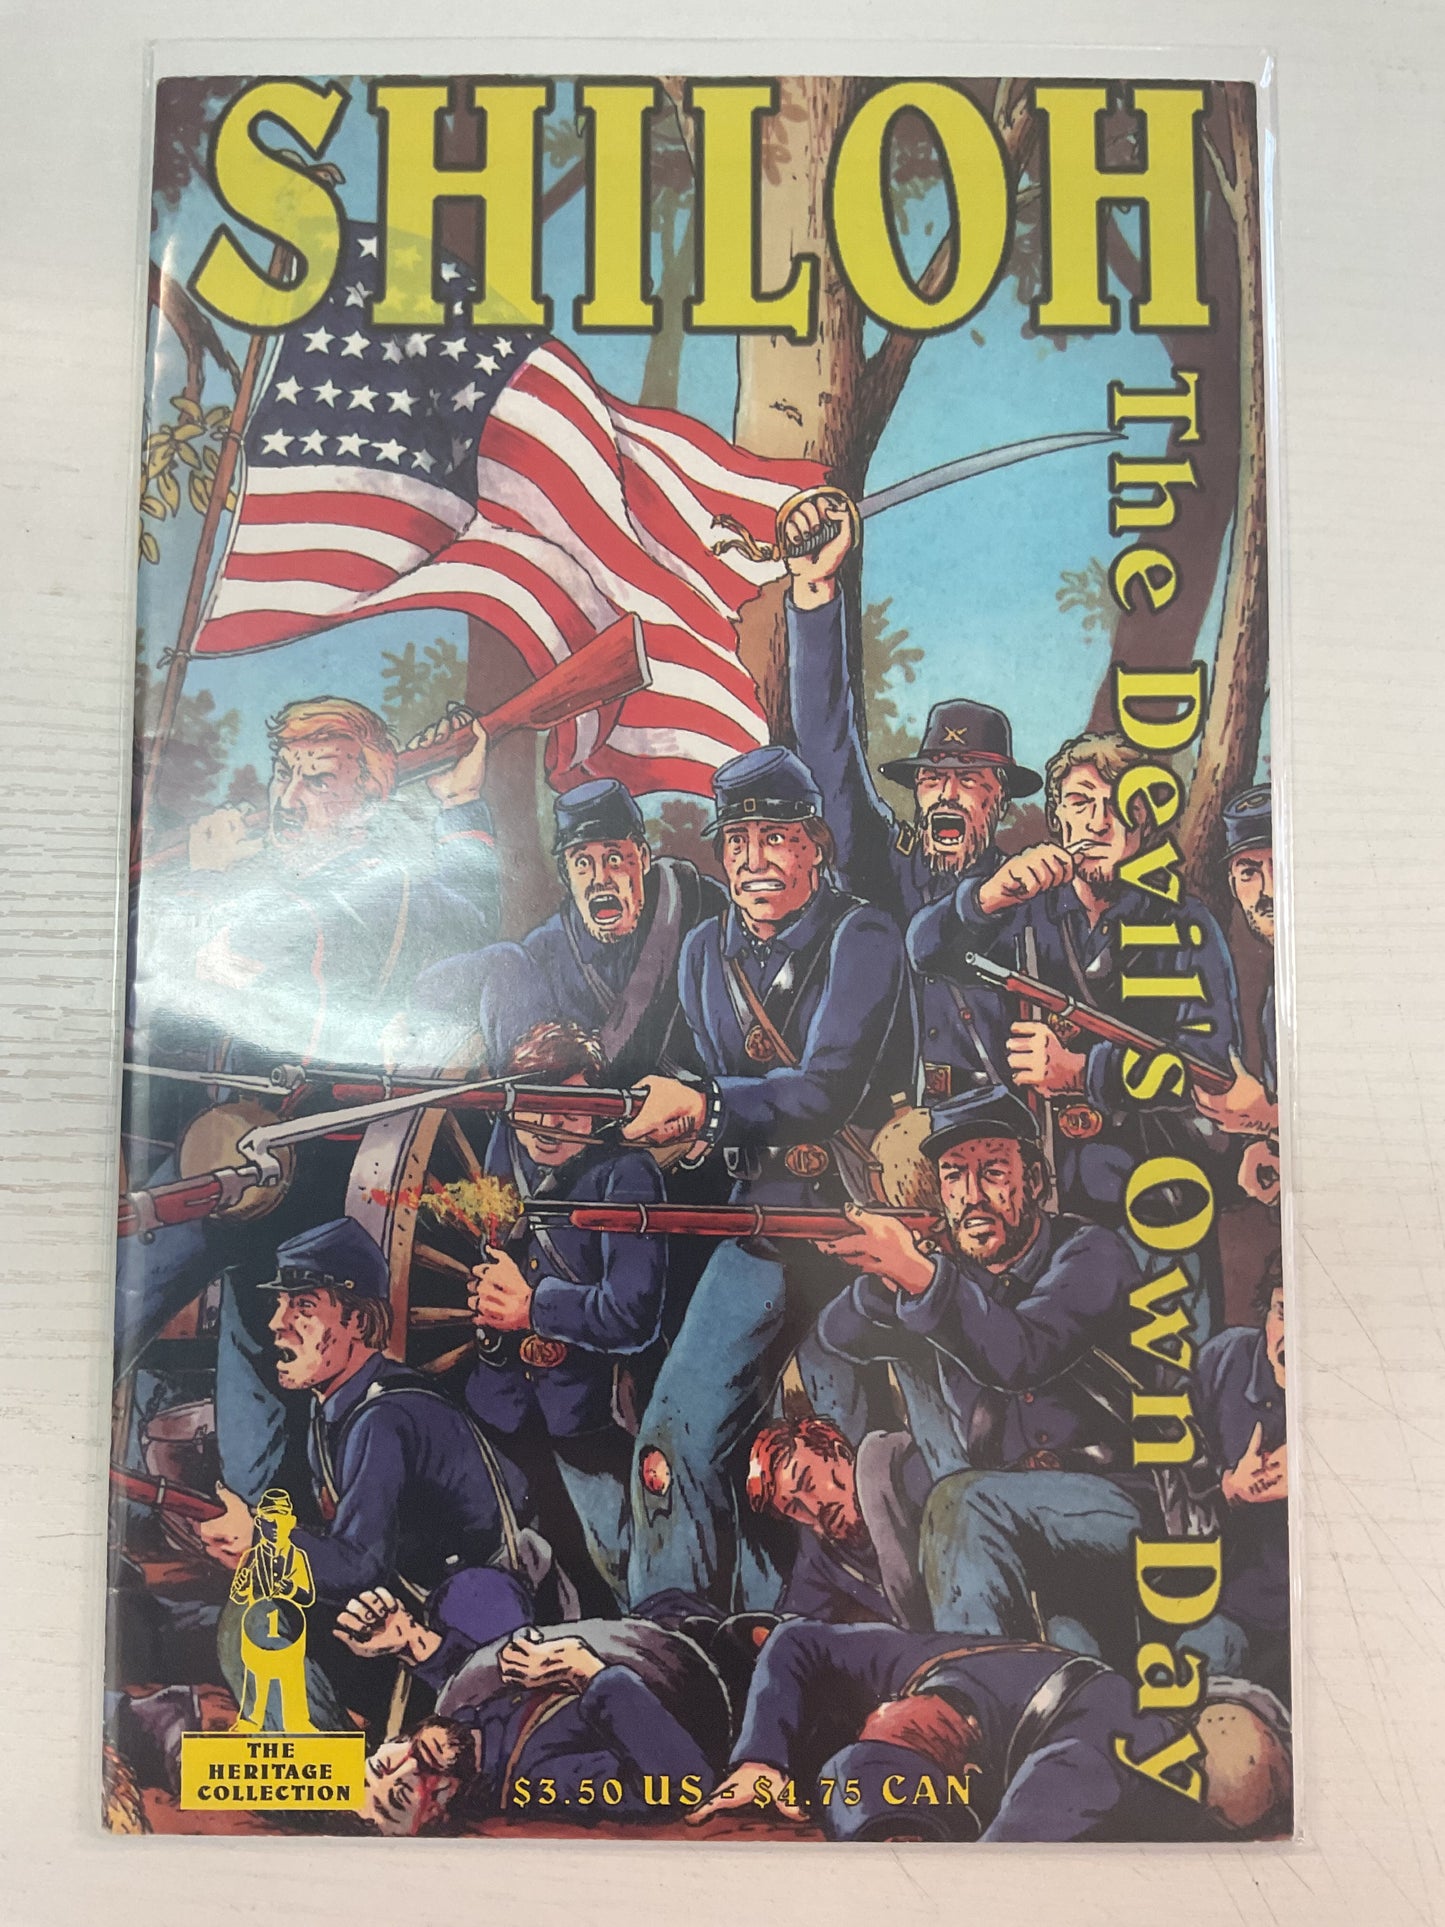 SHILOH
The Devil's Own Day
1
THE
HERITAGE
COLLECTION
$3.50 US - $4.75 CAN